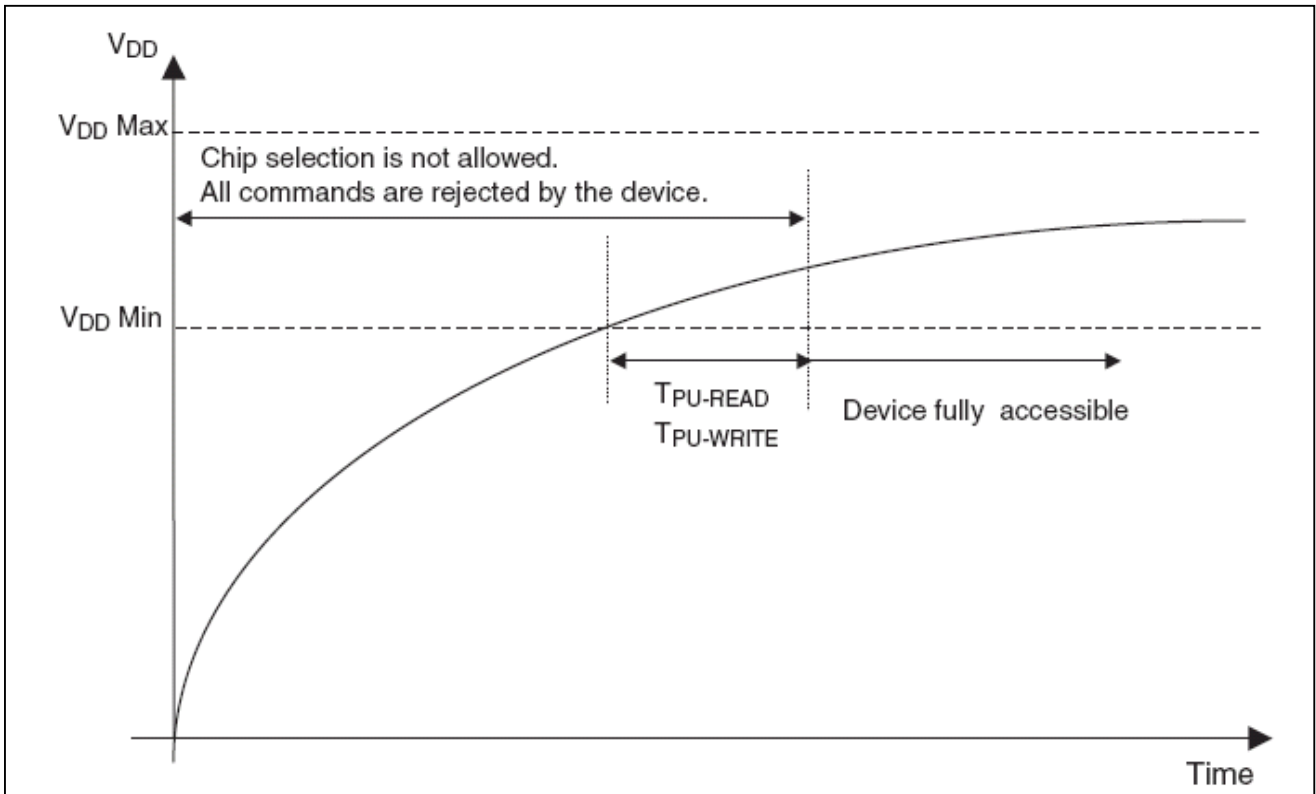 VDD
VDD Max
Chip selection is not allowed.
All commands are rejected by the device.
VDD Min
TPU-READ
TPU-WRITE
Device fully accessible
Time